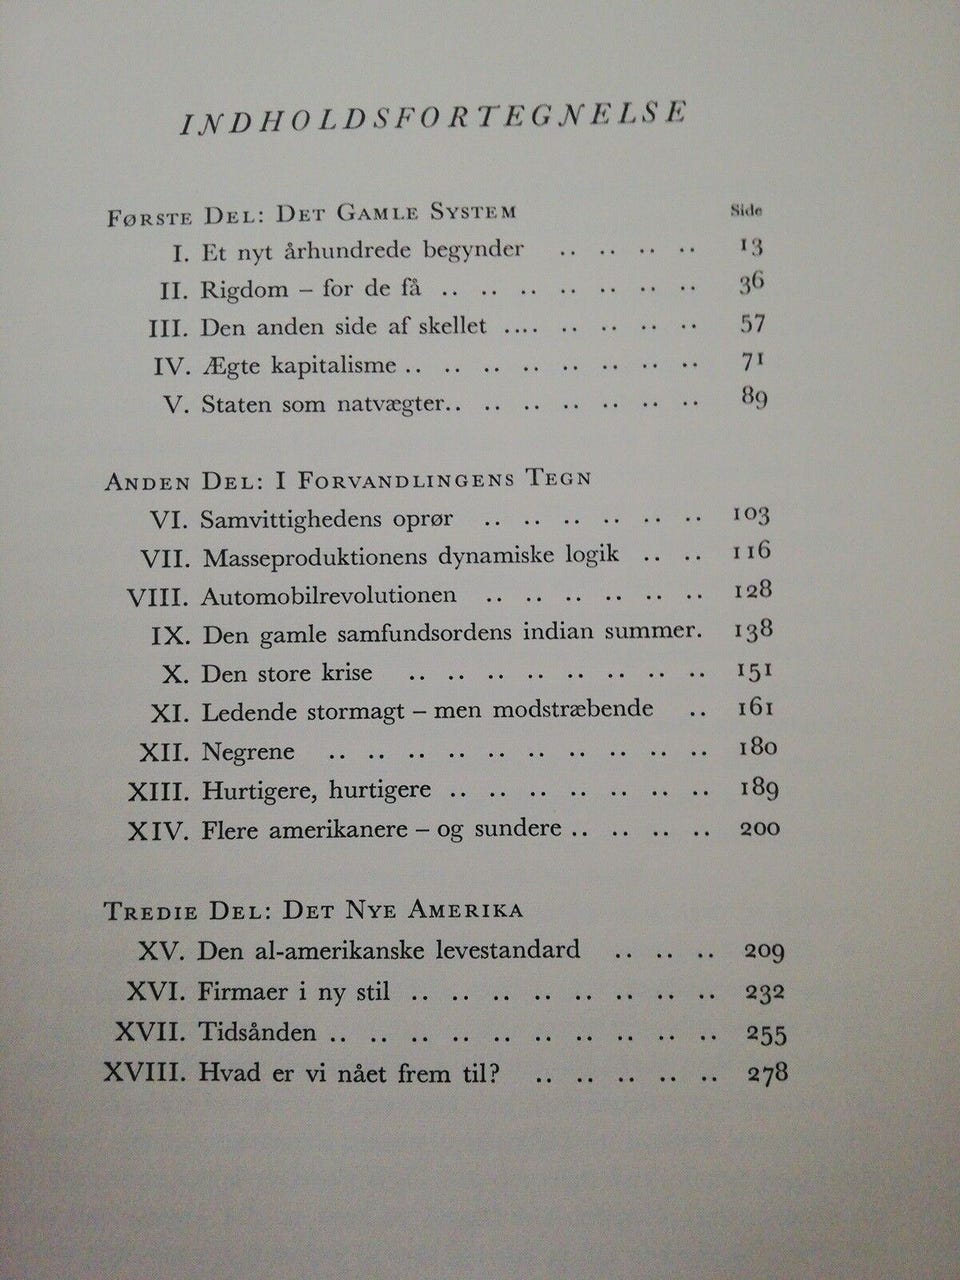 INDHOLDSFORTEGNELSE
FØRSTE DEL: DET GAMLE SYSTEM Side
I. Et nyt århundrede begynder .. .. .. .. 13
II. Rigdom – for de få .. .. .. .. .. .. .. 36
III. Den anden side af skellet .... .. .. .. .. 57
IV. Ægte kapitalisme .. .. .. .. .. .. .. .. 71
V. Staten som natvægter.. .. .. .. .. .. .. 89
ANDEN DEL: I FORVANDLINGENS TEGN
VI. Samvittighedens oprør .. .. .. .. .. .. 103
VII. Masseproduktionens dynamiske logik .. .. 116
VIII. Automobilrevolutionen .. .. .. .. .. .. 128
IX. Den gamle samfundsordens indian summer. 138
X. Den store krise .. .. .. .. .. .. .. .. 151
XI. Ledende stormagt – men modstræbende .. 161
XII. Negrene .. .. .. .. .. .. .. .. .. .. 180
XIII. Hurtigere, hurtigere .. .. .. .. .. .. .. 189
XIV. Flere amerikanere – og sundere .. .. .. .. 200
TREDIE DEL: DET NYE AMERIKA
XV. Den al-amerikanske levestandard .. .. .. 209
XVI. Firmaer i ny stil .. .. .. .. .. .. .. .. 232
XVII. Tidsånden .. .. .. .. .. .. .. .. .. .. 255
XVIII. Hvad er vi nået frem til? .. .. .. .. .. 278